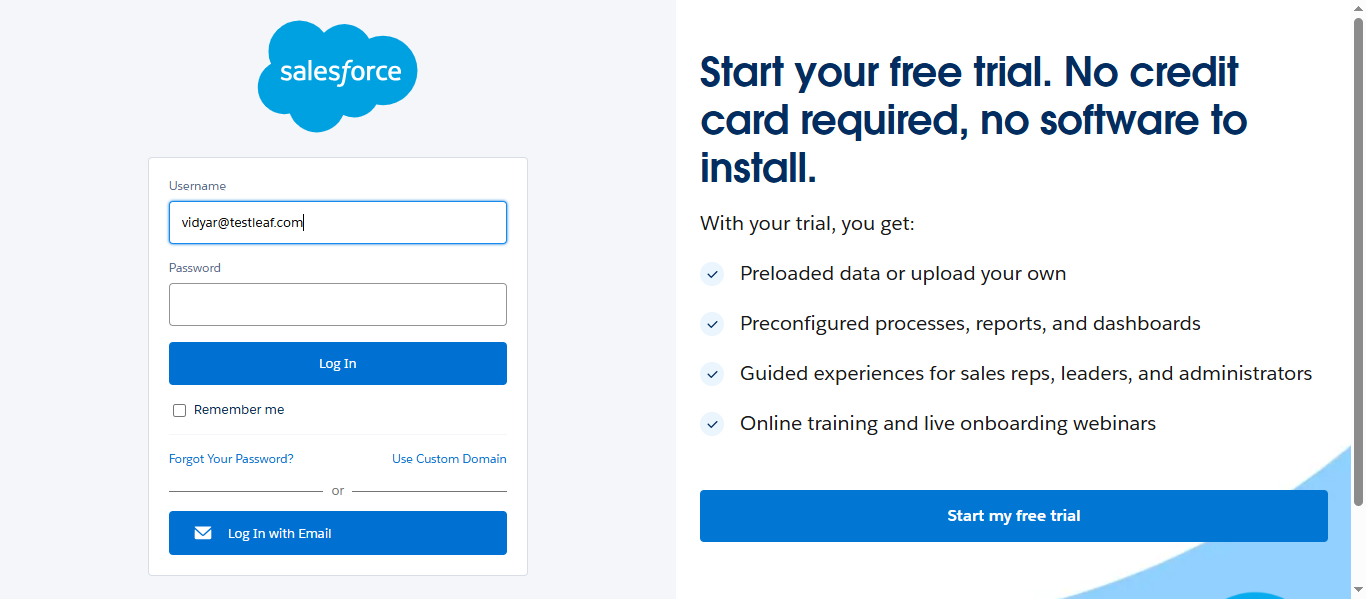 salesforce
Username
vidyar@testleaf.com
Password
Log In
Remember me
Forgot Your Password?
Use Custom Domain
or
Log In with Email
Start your free trial. No credit
card required, no software to
install.
With your trial, you get:
Preloaded data or upload your own
Preconfigured processes, reports, and dashboards
Guided experiences for sales reps, leaders, and administrators
Online training and live onboarding webinars
Start my free trial